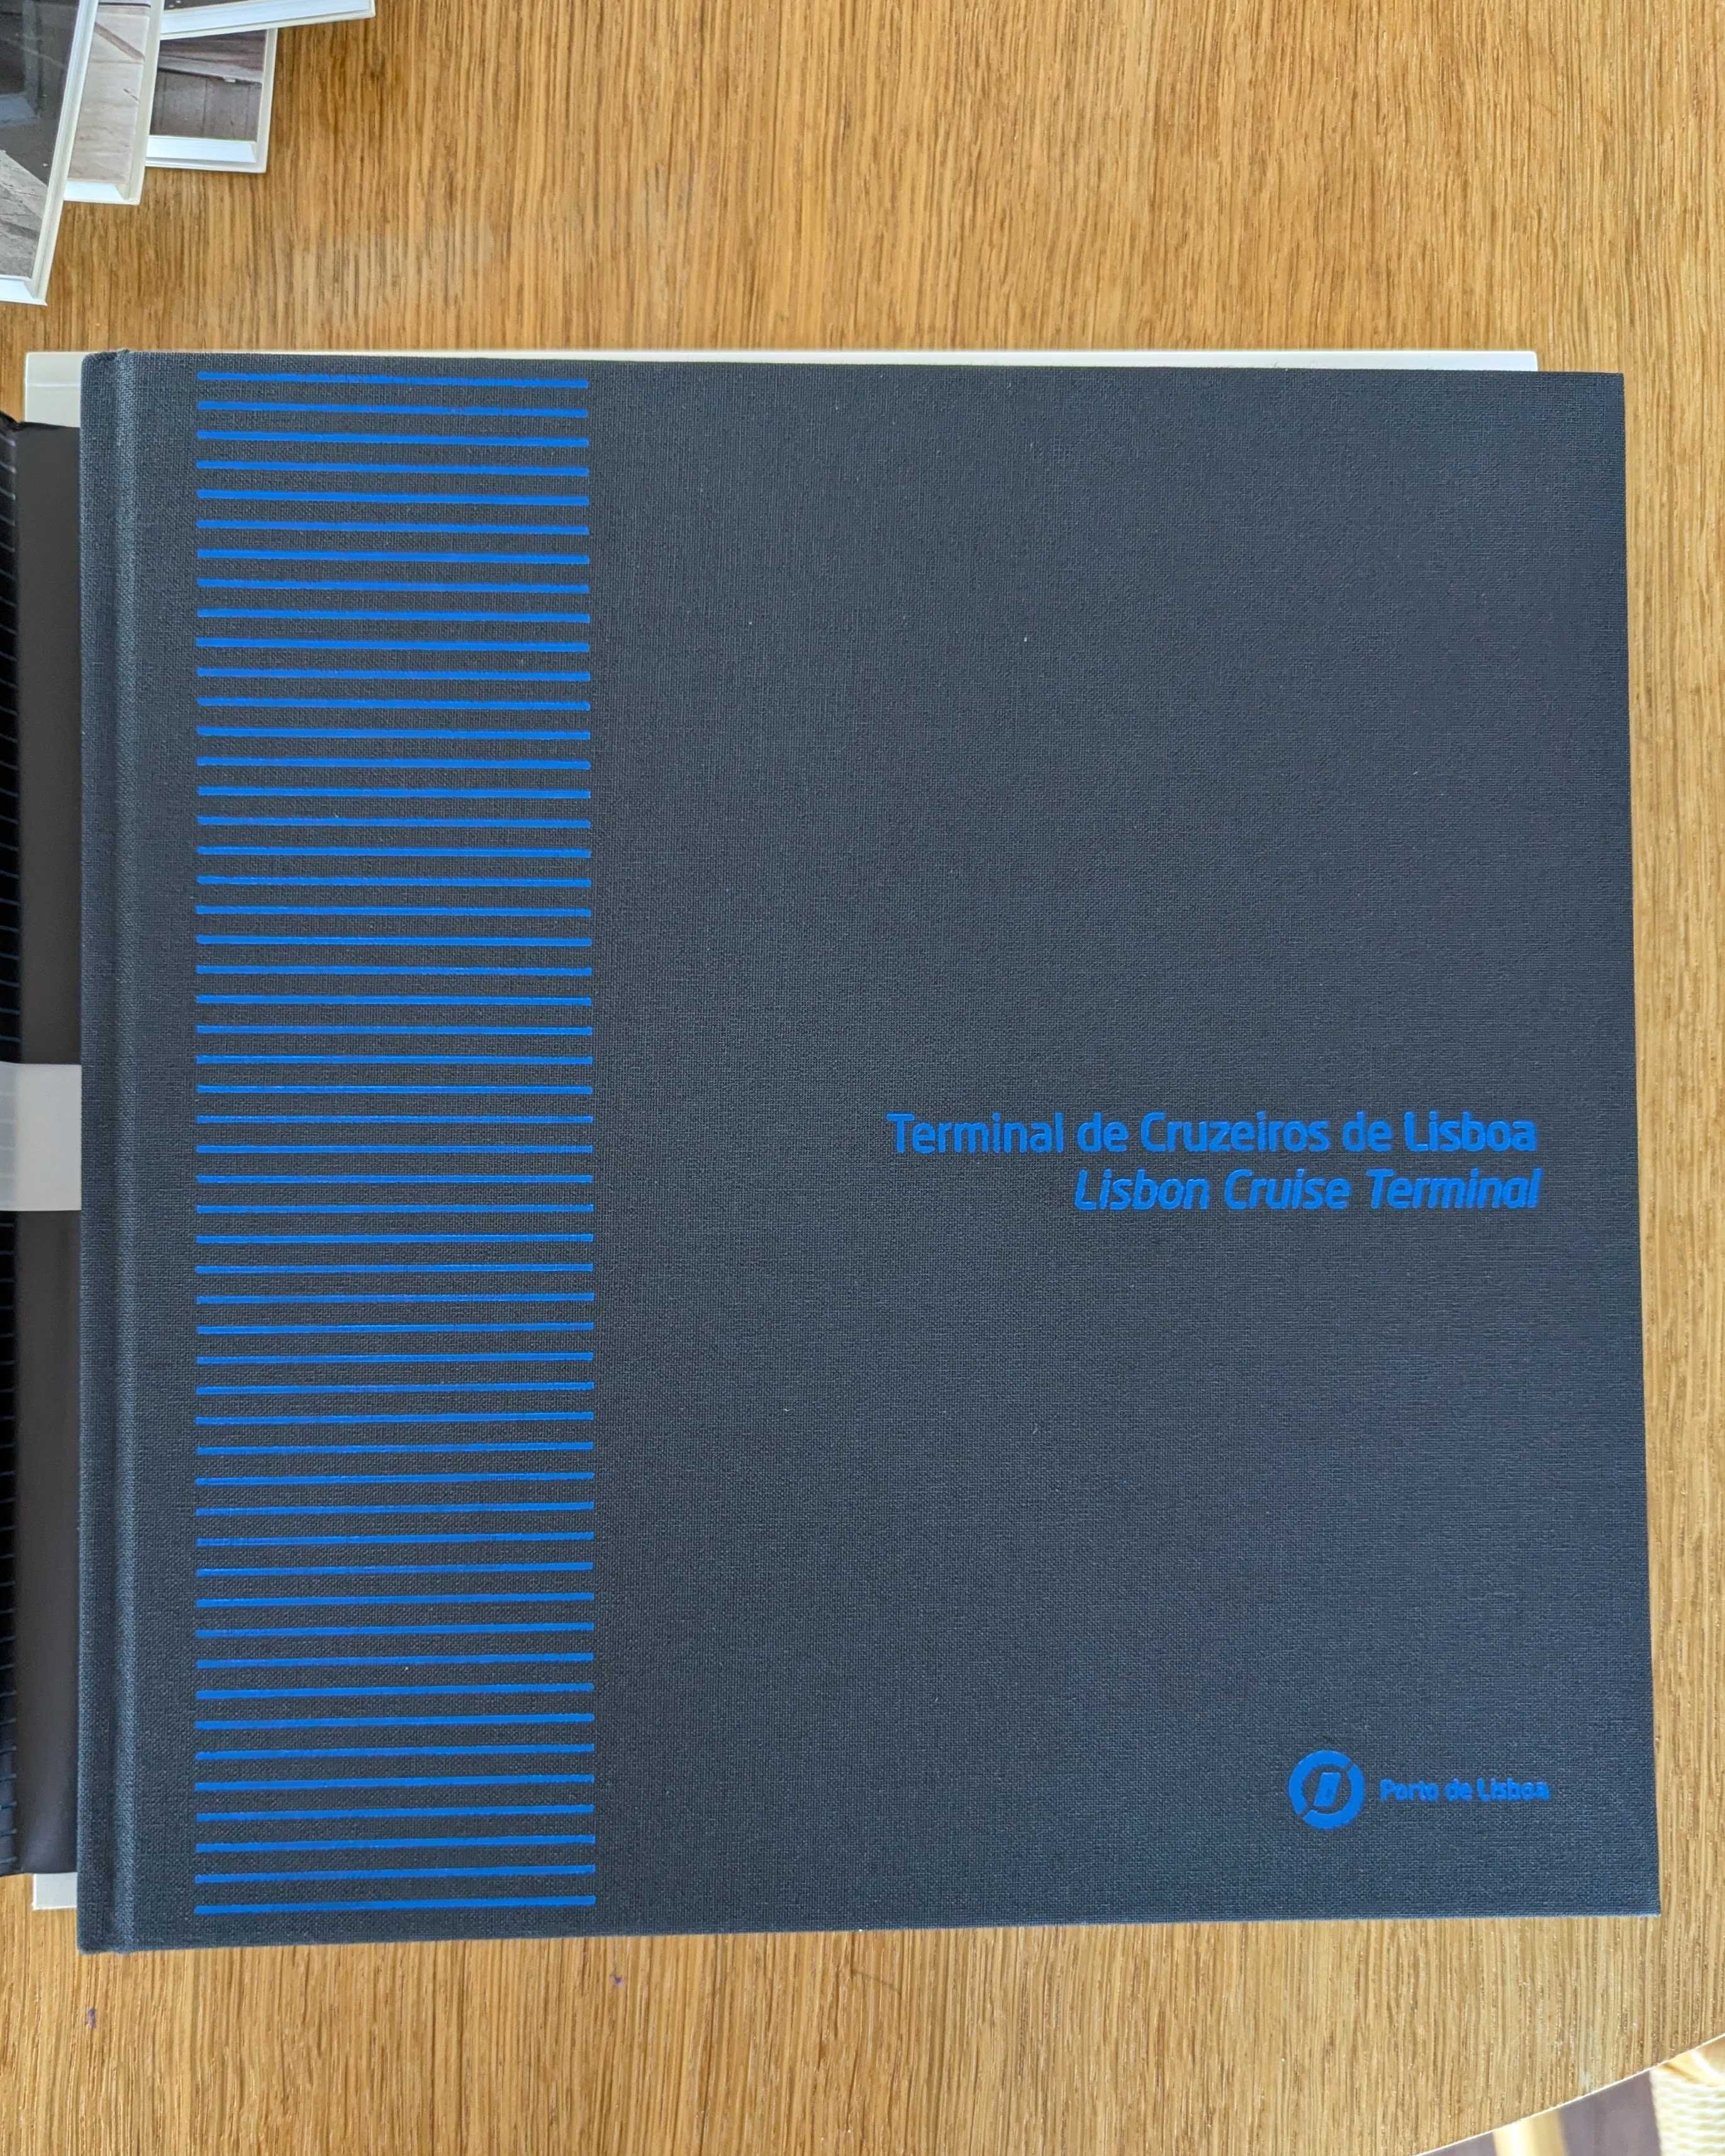 Terminal de Cruzeiros de Lisboa
Lisbon Cruise Terminal
Porto de Lisboa